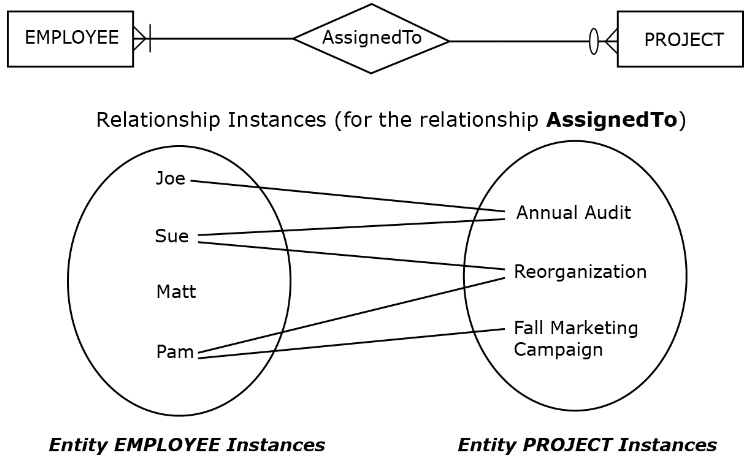 EMPLOYEE
AssignedTo
PROJECT
Relationship Instances (for the relationship AssignedTo)
Joe
Annual Audit
Sue
Reorganization
Matt
Fall Marketing
Campaign
Pam
Entity EMPLOYEE Instances
Entity PROJECT Instances